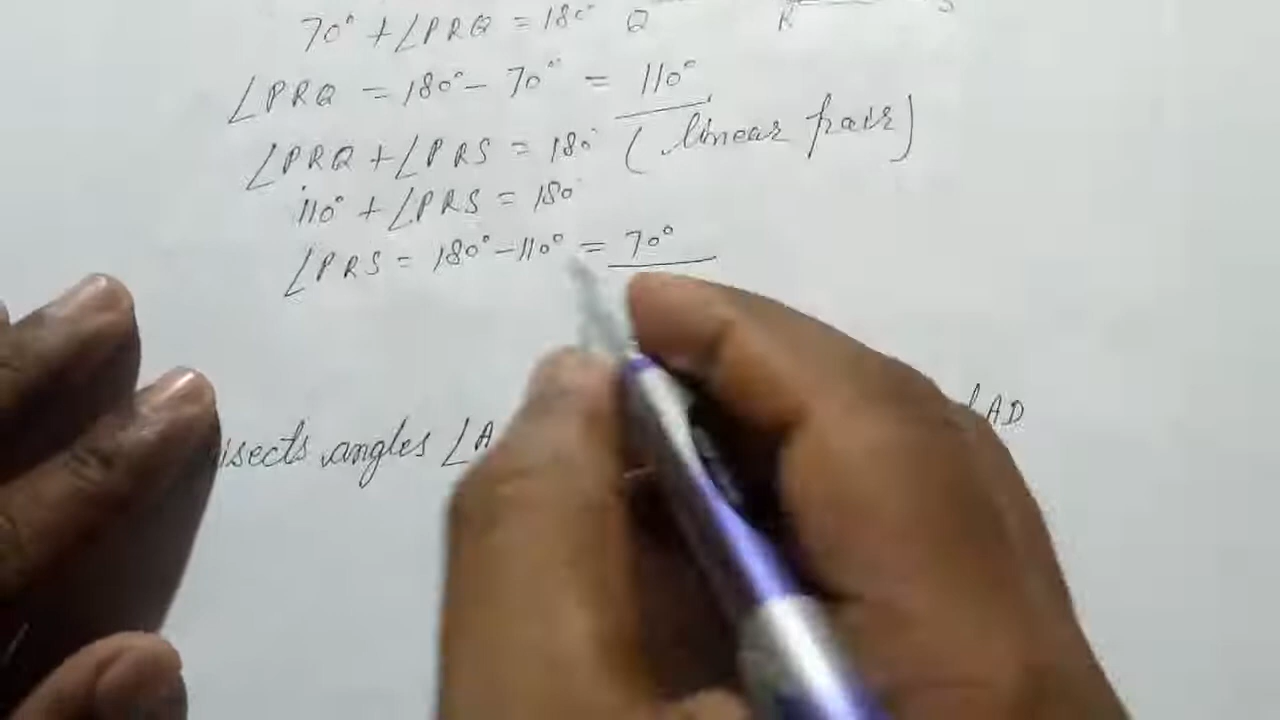 70° + ∠PRQ = 180° Q R S
∠PRQ = 180° - 70° = 110°
∠PRQ + ∠PRS = 180° (linear pair)
110° + ∠PRS = 180°
∠PRS = 180° - 110° = 70°
isects angles ∠A AD